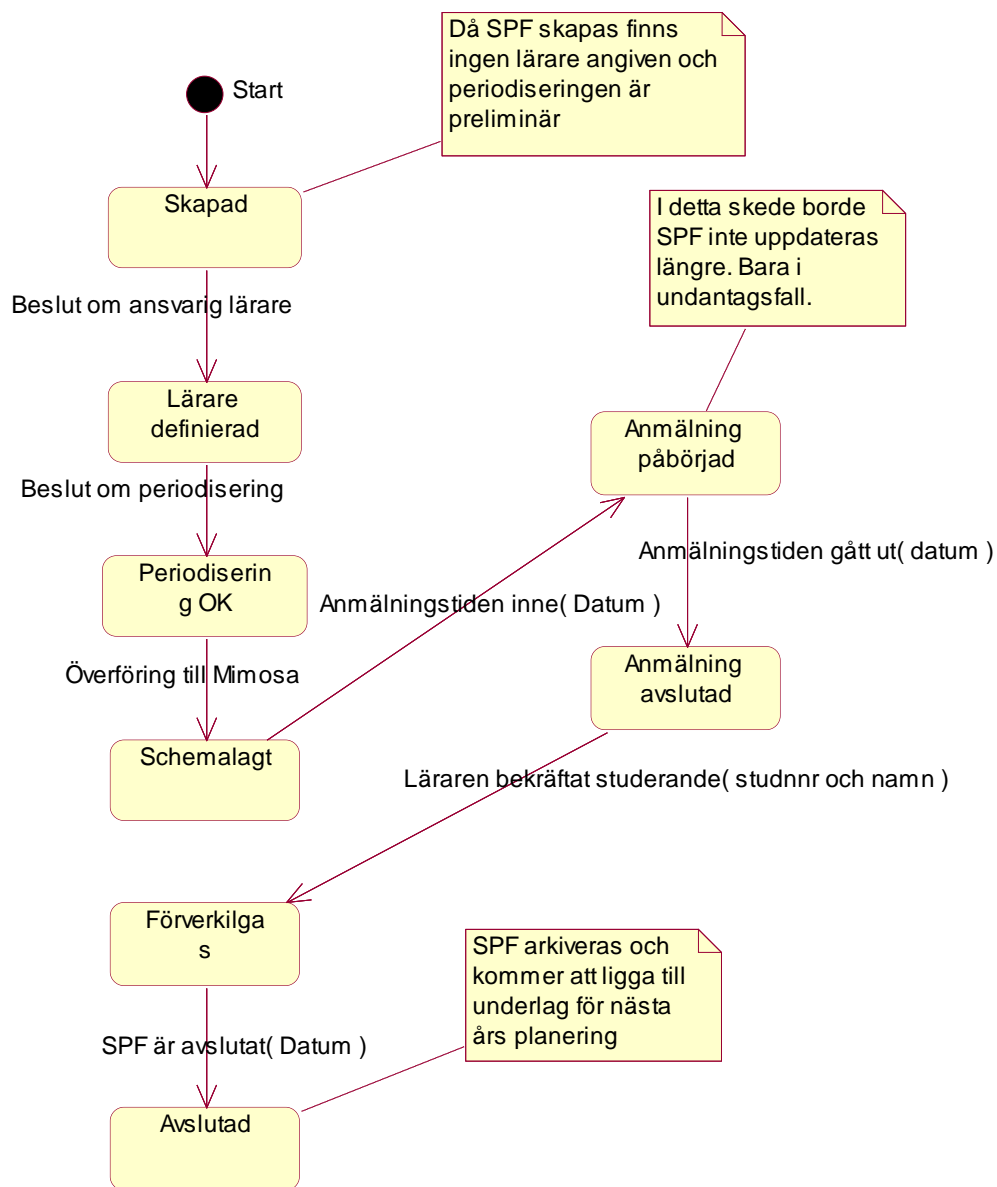 Start
Då SPF skapas finns
ingen lärare angiven och
periodiseringen är
preliminär
Skapad
I detta skede borde
SPF inte uppdateras
längre. Bara i
undantagsfall.
Beslut om ansvarig lärare
Lärare
definierad
Anmälning
påbörjad
Beslut om periodisering
Anmälningstiden gått ut( datum )
Periodiserin
g OK
Anmälningstiden inne( Datum )
Överföring till Mimosa
Anmälning
avslutad
Schemalagt
Läraren bekräftat studerande( studnnr och namn )
Förverkilga
s
SPF arkiveras och
kommer att ligga till
underlag för nästa
års planering
SPF är avslutat( Datum )
Avslutad